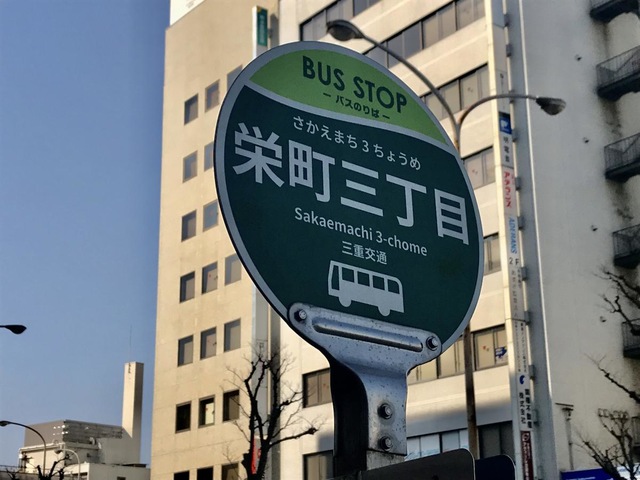 BUS STOP
ー バスのりば ー
さかえまち3ちょうめ
栄町三丁目
Sakaemachi 3-chome
三重交通